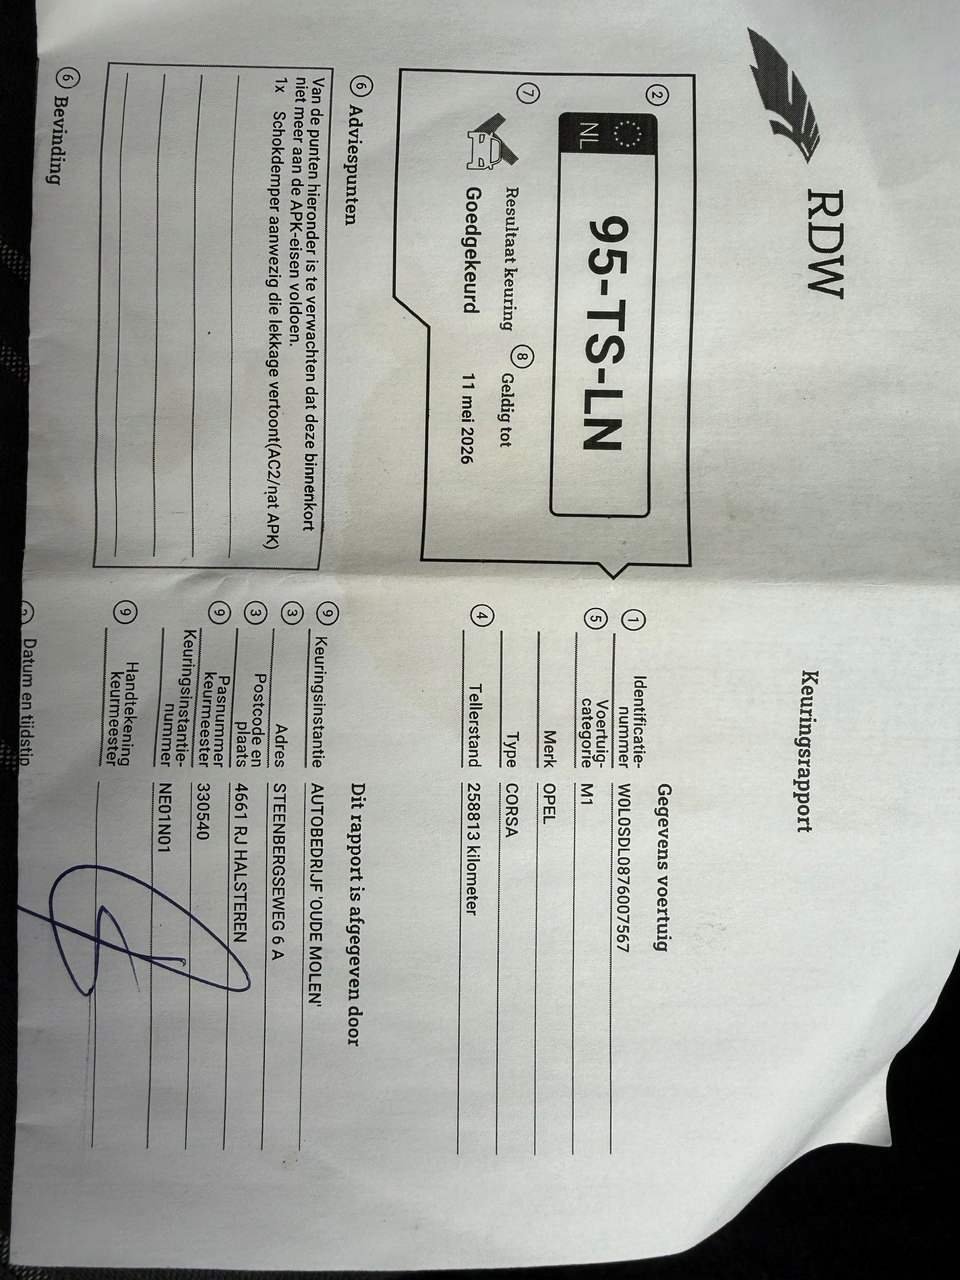 RDW
Keuringsrapport
2
NL
95-TS-LN
7 Resultaat keuring
Goedgekeurd
8 Geldig tot
11 mei 2026
Gegevens voertuig
1 Identificatie-
nummer W0L0SDL0876007567
5 Voertuig-
categorie M1
Merk OPEL
Type CORSA
4 Tellerstand 258813 kilometer
6 Adviespunten
Van de punten hieronder is te verwachten dat deze binnenkort
niet meer aan de APK-eisen voldoen.
1x Schokdemper aanwezig die lekkage vertoont(AC2/nat APK)
Dit rapport is afgegeven door
9 Keuringsinstantie AUTOBEDRIJF 'OUDE MOLEN'
3 Adres STEENBERGSEWEG 6 A
3 Postcode en
plaats 4661 RJ HALSTEREN
9 Pasnummer
keurmeester 330540
Keuringsinstantie-
nummer NE01N01
9 Handtekening
keurmeester
6 Bevinding
Datum en tijdstip